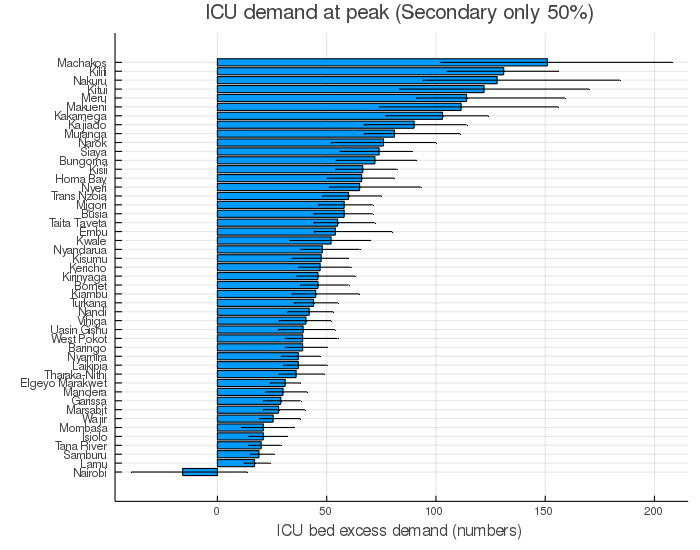 ICU demand at peak (Secondary only 50%)
Machakos
Kilifi
Nakuru
Kitui
Meru
Makueni
Kakamega
Kajiado
Muranga
Narok
Siaya
Bungoma
Kisii
Homa Bay
Nyeri
Trans Nzoia
Migori
Busia
Taita Taveta
Embu
Kwale
Nyandarua
Kisumu
Kericho
Kirinyaga
Bomet
Kiambu
Turkana
Nandi
Vihiga
Uasin Gishu
West Pokot
Baringo
Nyamira
Laikipia
Tharaka-Nithi
Elgeyo Marakwet
Mandera
Garissa
Marsabit
Wajir
Mombasa
Isiolo
Tana River
Samburu
Lamu
Nairobi
0 50 100 150 200
ICU bed excess demand (numbers)